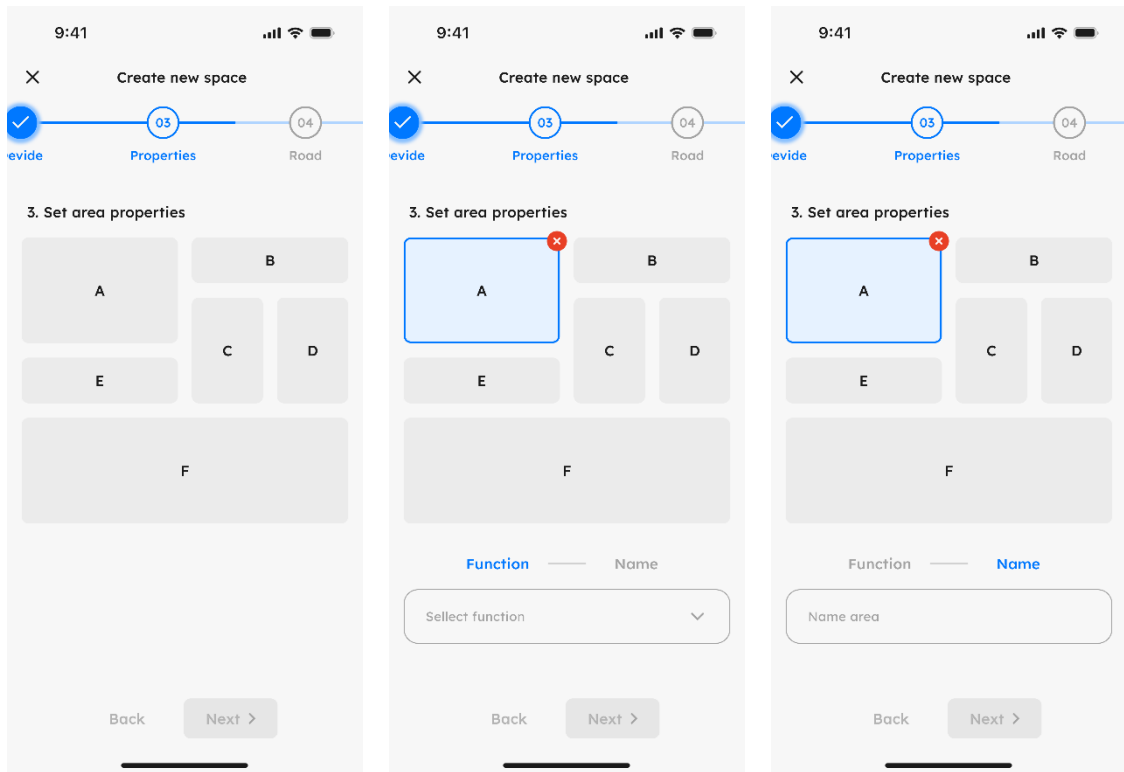 9:41
Create new space
03
04
evide
Properties
Road
3. Set area properties
A
B
C
D
E
F
Back
Next
9:41
Create new space
03
04
evide
Properties
Road
3. Set area properties
A
B
C
D
E
F
Function
Name
Sellect function
Back
Next
9:41
Create new space
03
04
evide
Properties
Road
3. Set area properties
A
B
C
D
E
F
Function
Name
Name area
Back
Next